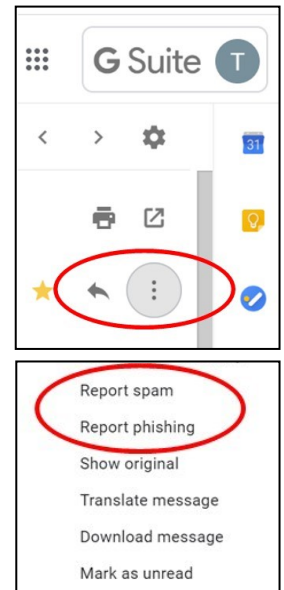 G Suite T
31
Report spam
Report phishing
Show original
Translate message
Download message
Mark as unread